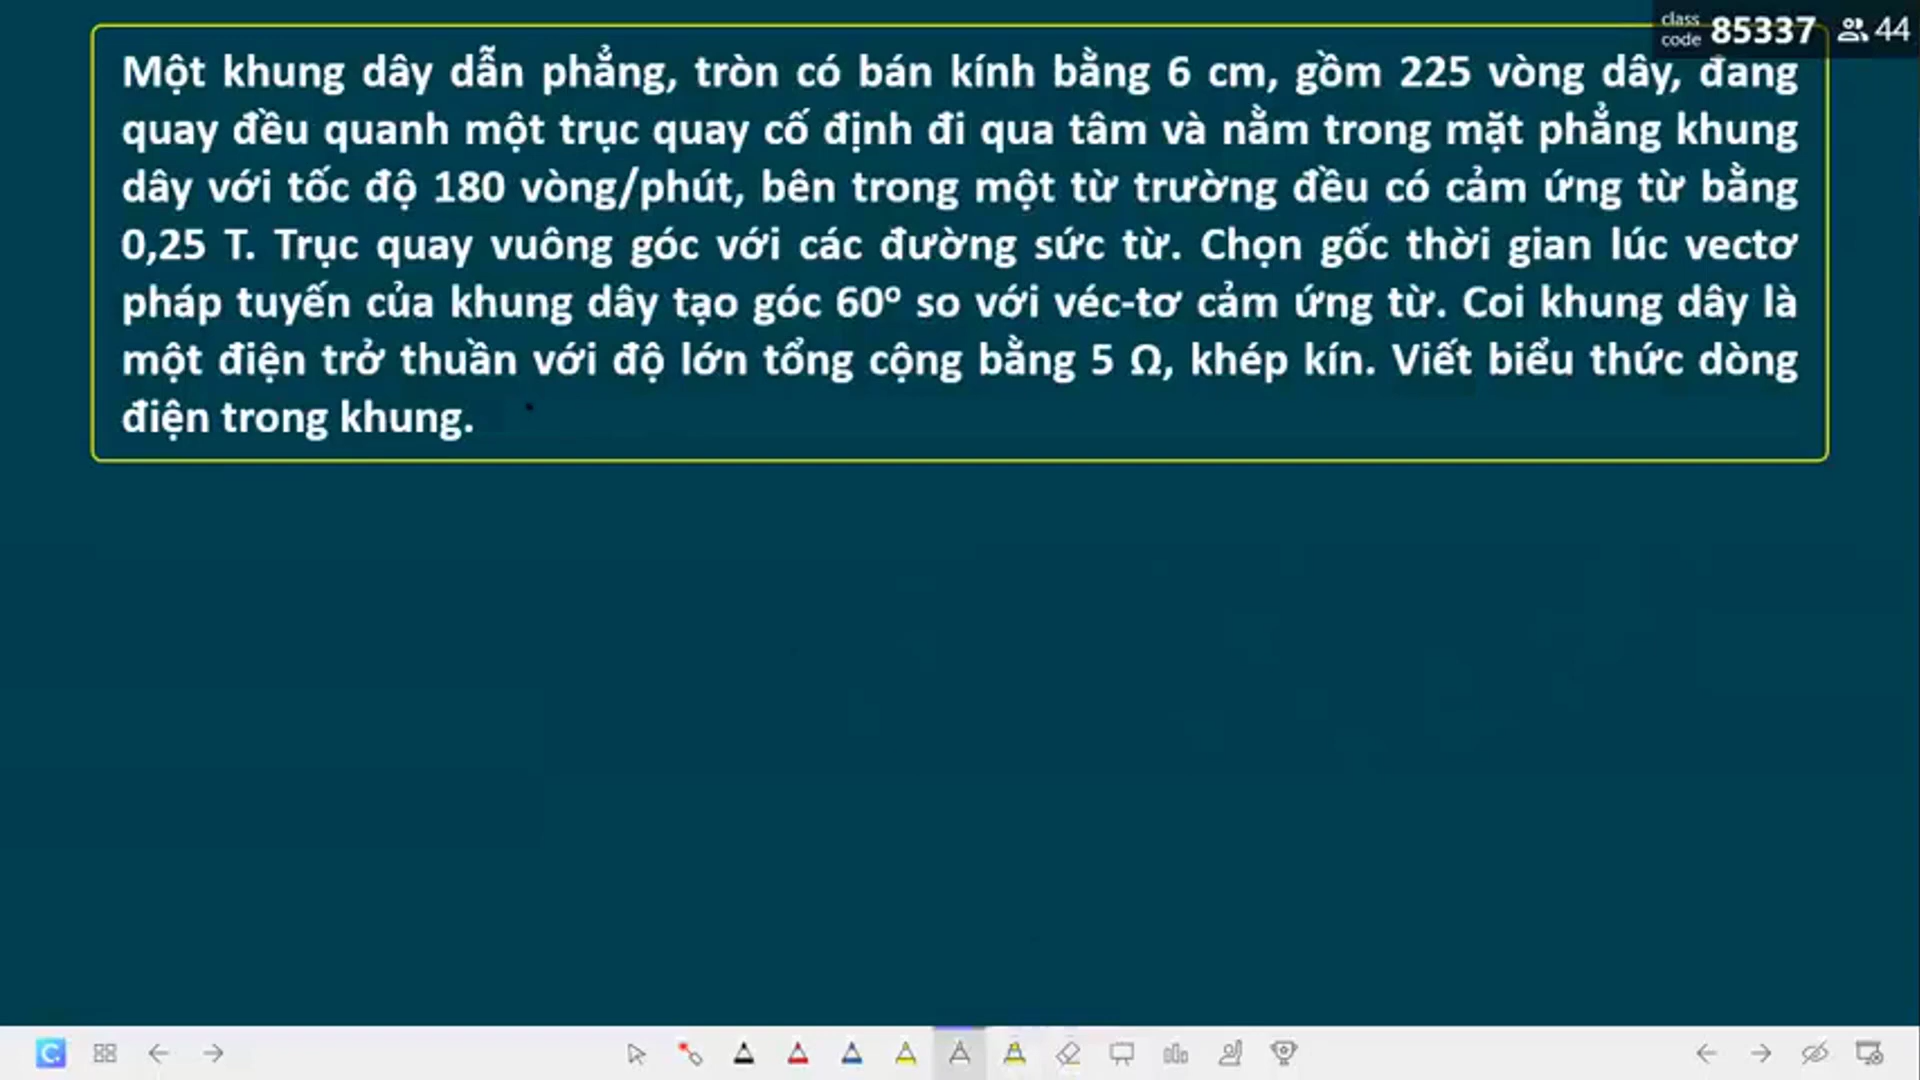 class code 85337 44
Một khung dây dẫn phẳng, tròn có bán kính bằng 6 cm, gồm 225 vòng dây, đang
quay đều quanh một trục quay cố định đi qua tâm và nằm trong mặt phẳng khung
dây với tốc độ 180 vòng/phút, bên trong một từ trường đều có cảm ứng từ bằng
0,25 T. Trục quay vuông góc với các đường sức từ. Chọn gốc thời gian lúc vectơ
pháp tuyến của khung dây tạo góc 60º so với véc-tơ cảm ứng từ. Coi khung dây là
một điện trở thuần với độ lớn tổng cộng bằng 5 Ω, khép kín. Viết biểu thức dòng
điện trong khung.